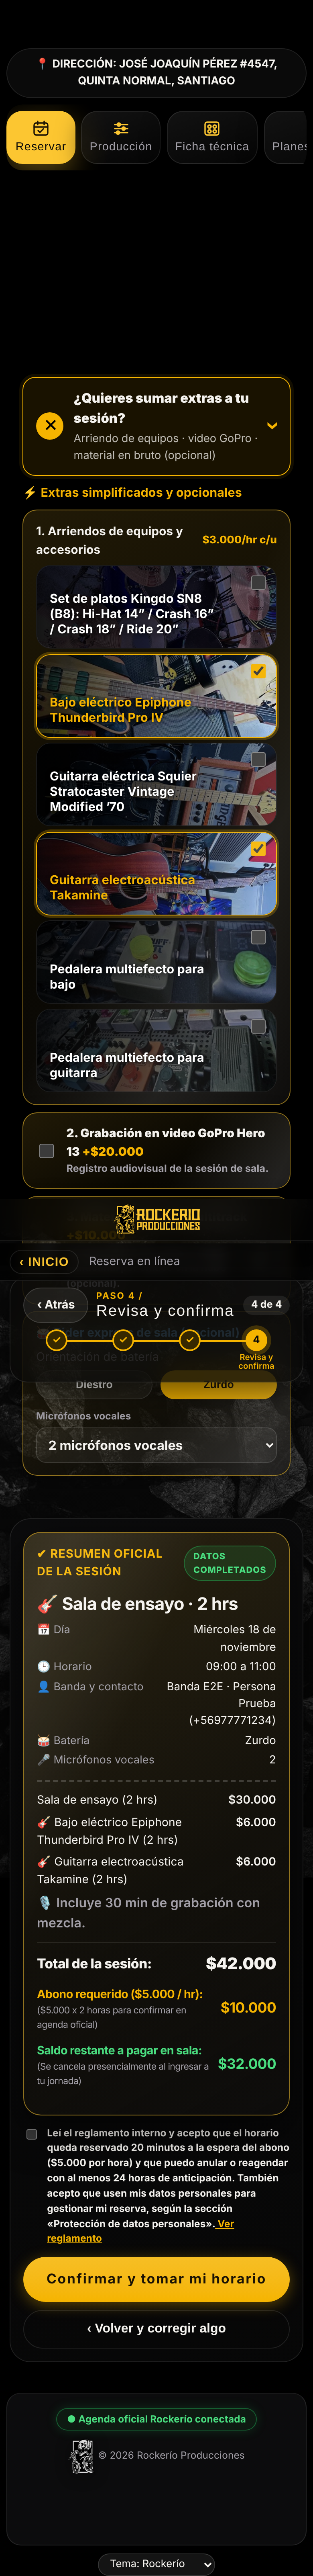 📍 DIRECCIÓN: JOSÉ JOAQUÍN PÉREZ #4547,
QUINTA NORMAL, SANTIAGO
Reservar
Producción
Ficha técnica
Planes
¿Quieres sumar extras a tu
sesión?
Arriendo de equipos · video GoPro ·
material en bruto (opcional)
⚡ Extras simplificados y opcionales
1. Arriendos de equipos y
accesorios
$3.000/hr c/u
Set de platos Kingdo SN8
(B8): Hi-Hat 14” / Crash 16”
/ Crash 18” / Ride 20”
Bajo eléctrico Epiphone
Thunderbird Pro IV
Guitarra eléctrica Squier
Stratocaster Vintage
Modified ’70
Guitarra electroacústica
Takamine
Pedalera multiefecto para
bajo
Pedalera multiefecto para
guitarra
2. Grabación en video GoPro Hero
13 +$20.000
Registro audiovisual de la sesión de sala.
ROCKERIO
PRODUCCIONES
+$10.000
‹ INICIO
Reserva en línea
(opcional).
‹ Atrás
PASO 4 /
Revisa y confirma
4 de 4
4
Revisa y
confirma
Orientación de batería
Diestro
Zurdo
Micrófonos vocales
2 micrófonos vocales
✔ RESUMEN OFICIAL
DE LA SESIÓN
DATOS
COMPLETADOS
🎸 Sala de ensayo · 2 hrs
📅 Día
Miércoles 18 de
noviembre
🕒 Horario
09:00 a 11:00
👤 Banda y contacto
Banda E2E · Persona
Prueba
(+56977771234)
🥁 Batería
Zurdo
🎤 Micrófonos vocales
2
Sala de ensayo (2 hrs)
$30.000
🎸 Bajo eléctrico Epiphone
Thunderbird Pro IV (2 hrs)
$6.000
🎸 Guitarra electroacústica
Takamine (2 hrs)
$6.000
🎙️ Incluye 30 min de grabación con
mezcla.
Total de la sesión:
$42.000
Abono requerido ($5.000 / hr):
($5.000 x 2 horas para confirmar en
agenda oficial)
$10.000
Saldo restante a pagar en sala:
(Se cancela presencialmente al ingresar a
tu jornada)
$32.000
Leí el reglamento interno y acepto que el horario
queda reservado 20 minutos a la espera del abono
($5.000 por hora) y que puedo anular o reagendar
con al menos 24 horas de anticipación. También
acepto que usen mis datos personales para
gestionar mi reserva, según la sección
«Protección de datos personales». Ver
reglamento
Confirmar y tomar mi horario
‹ Volver y corregir algo
● Agenda oficial Rockerío conectada
© 2026 Rockerío Producciones
Tema: Rockerío